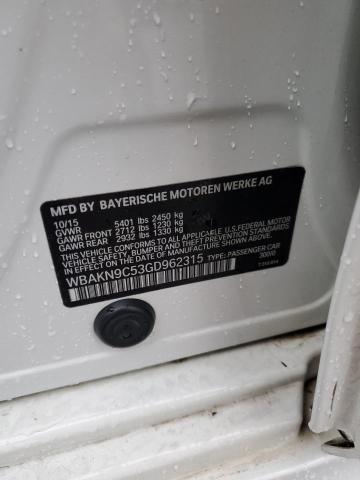 MFD BY BAYERISCHE MOTOREN WERKE AG
10/15
GVWR 5401 lbs 2450 kg
GAWR FRONT 2712 lbs 1230 kg
GAWR REAR 2932 lbs 1330 kg
THIS VEHICLE CONFORMS TO ALL APPLICABLE U.S.FEDERAL MOTOR
VEHICLE SAFETY, BUMPER, AND THEFT PREVENTION STANDARDS
IN EFFECT ON THE DATE OF MANUFACTURE SHOWN ABOVE.
WBAKN9C53GD962315 TYPE: PASSENGER CAR